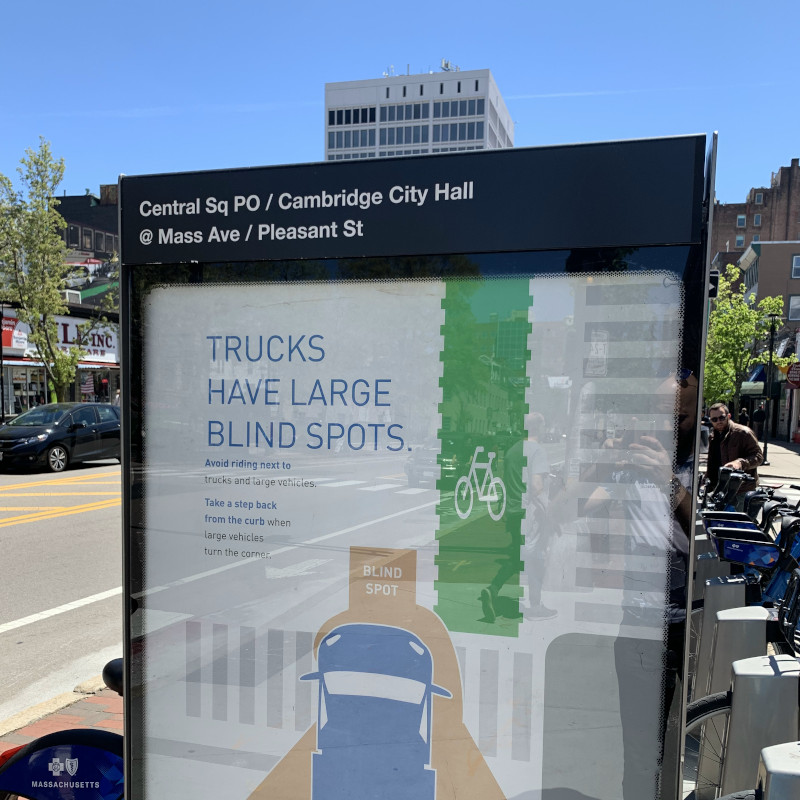 Central Sq PO / Cambridge City Hall
@ Mass Ave / Pleasant St
TRUCKS
HAVE LARGE
BLIND SPOTS.
Avoid riding next to
trucks and large vehicles.
Take a step back
from the curb when
large vehicles
turn the corner.
BLIND
SPOT
MASSACHUSETTS